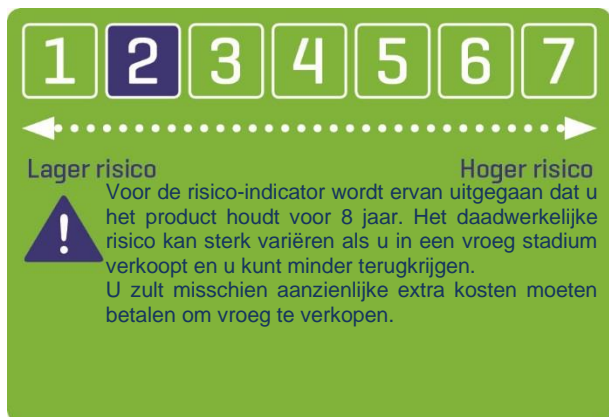 1 2 3 4 5 6 7
Lager risico Hoger risico
!
Voor de risico-indicator wordt ervan uitgegaan dat u
het product houdt voor 8 jaar. Het daadwerkelijke
risico kan sterk variëren als u in een vroeg stadium
verkoopt en u kunt minder terugkrijgen.
U zult misschien aanzienlijke extra kosten moeten
betalen om vroeg te verkopen.